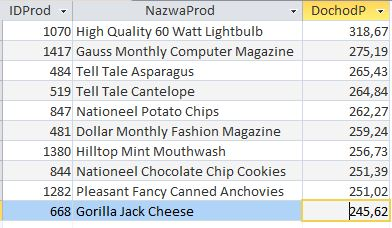 IDProd NazwaProd DochodP
1070 High Quality 60 Watt Lightbulb 318,67
1417 Gauss Monthly Computer Magazine 275,19
484 Tell Tale Asparagus 265,43
519 Tell Tale Cantelope 264,84
847 Nationeel Potato Chips 262,27
481 Dollar Monthly Fashion Magazine 259,24
1380 Hilltop Mint Mouthwash 256,73
844 Nationeel Chocolate Chip Cookies 251,39
1282 Pleasant Fancy Canned Anchovies 251,02
668 Gorilla Jack Cheese 245,62